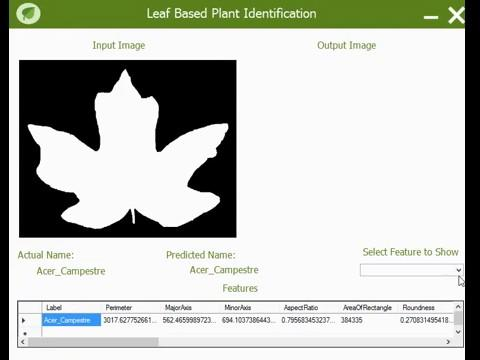 Leaf Based Plant Identification
Input Image
Output Image
Actual Name:
Predicted Name:
Select Feature to Show
Acer_Campestre
Acer_Campestre
Features
Label Perimeter MajorAxis MinorAxis AspectRatio AreaOfRectangle Roundness
Acer_Campestre 3017.627752661... 562.4659989723... 694.1037386443... 0.795683453237... 384335 0.270831495418...